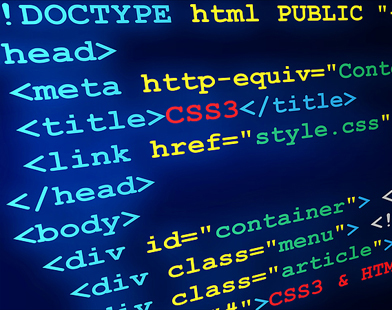 !DOCTYPE html PUBLIC "
head>
<meta http-equiv="Cont
<title>CSS3</title>
<link href="style.css"
</head>
<body>
<div id="container"> <
<div class="menu"> <!
<div class="article">
"#">CSS3 & HTM